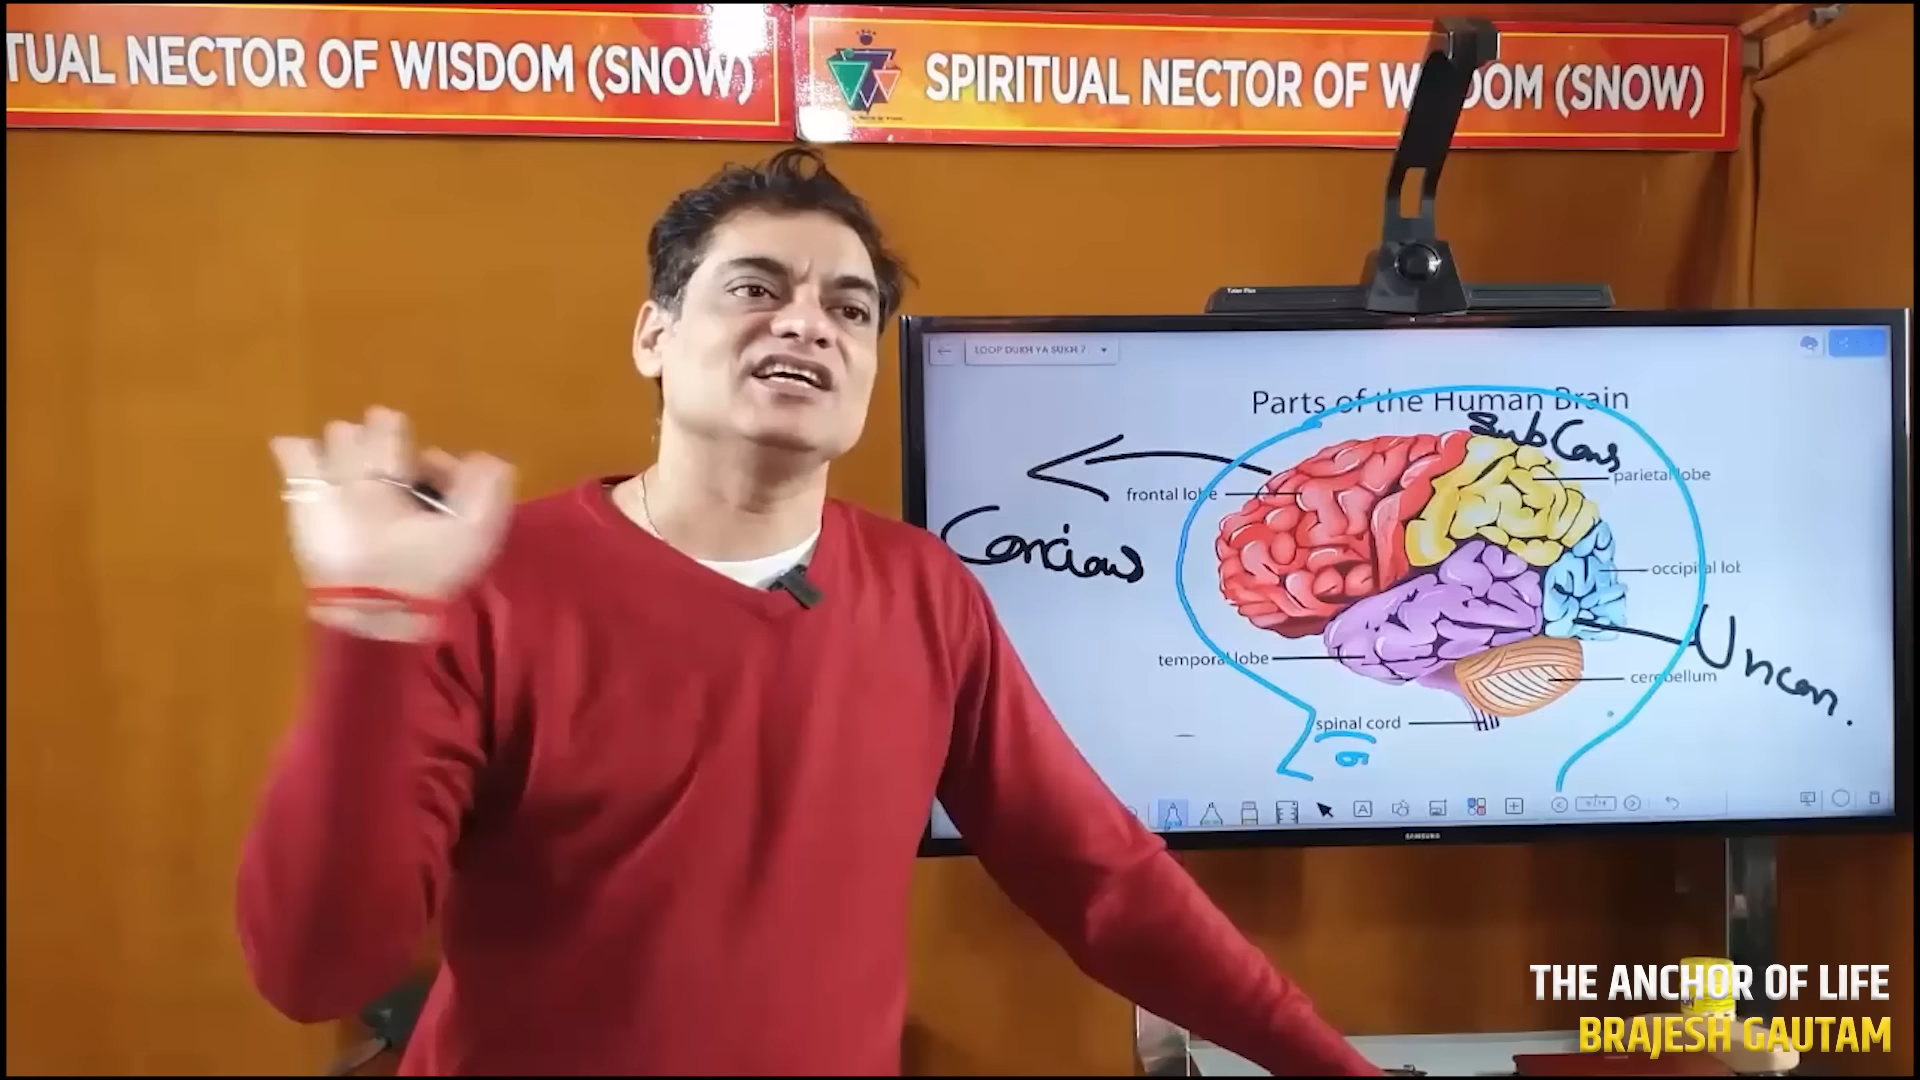 TUAL NECTOR OF WISDOM (SNOW)
SPIRITUAL NECTOR OF W DOM (SNOW)
LOOP DUKH YA SUKH ?
Parts of the Human Brain
Sub Cons
parietal lobe
frontal lobe
Concious
occipital lob
temporal lobe
cerebellum
Uncon.
spinal cord
SAMSUNG
THE ANCHOR OF LIFE
BRAJESH GAUTAM